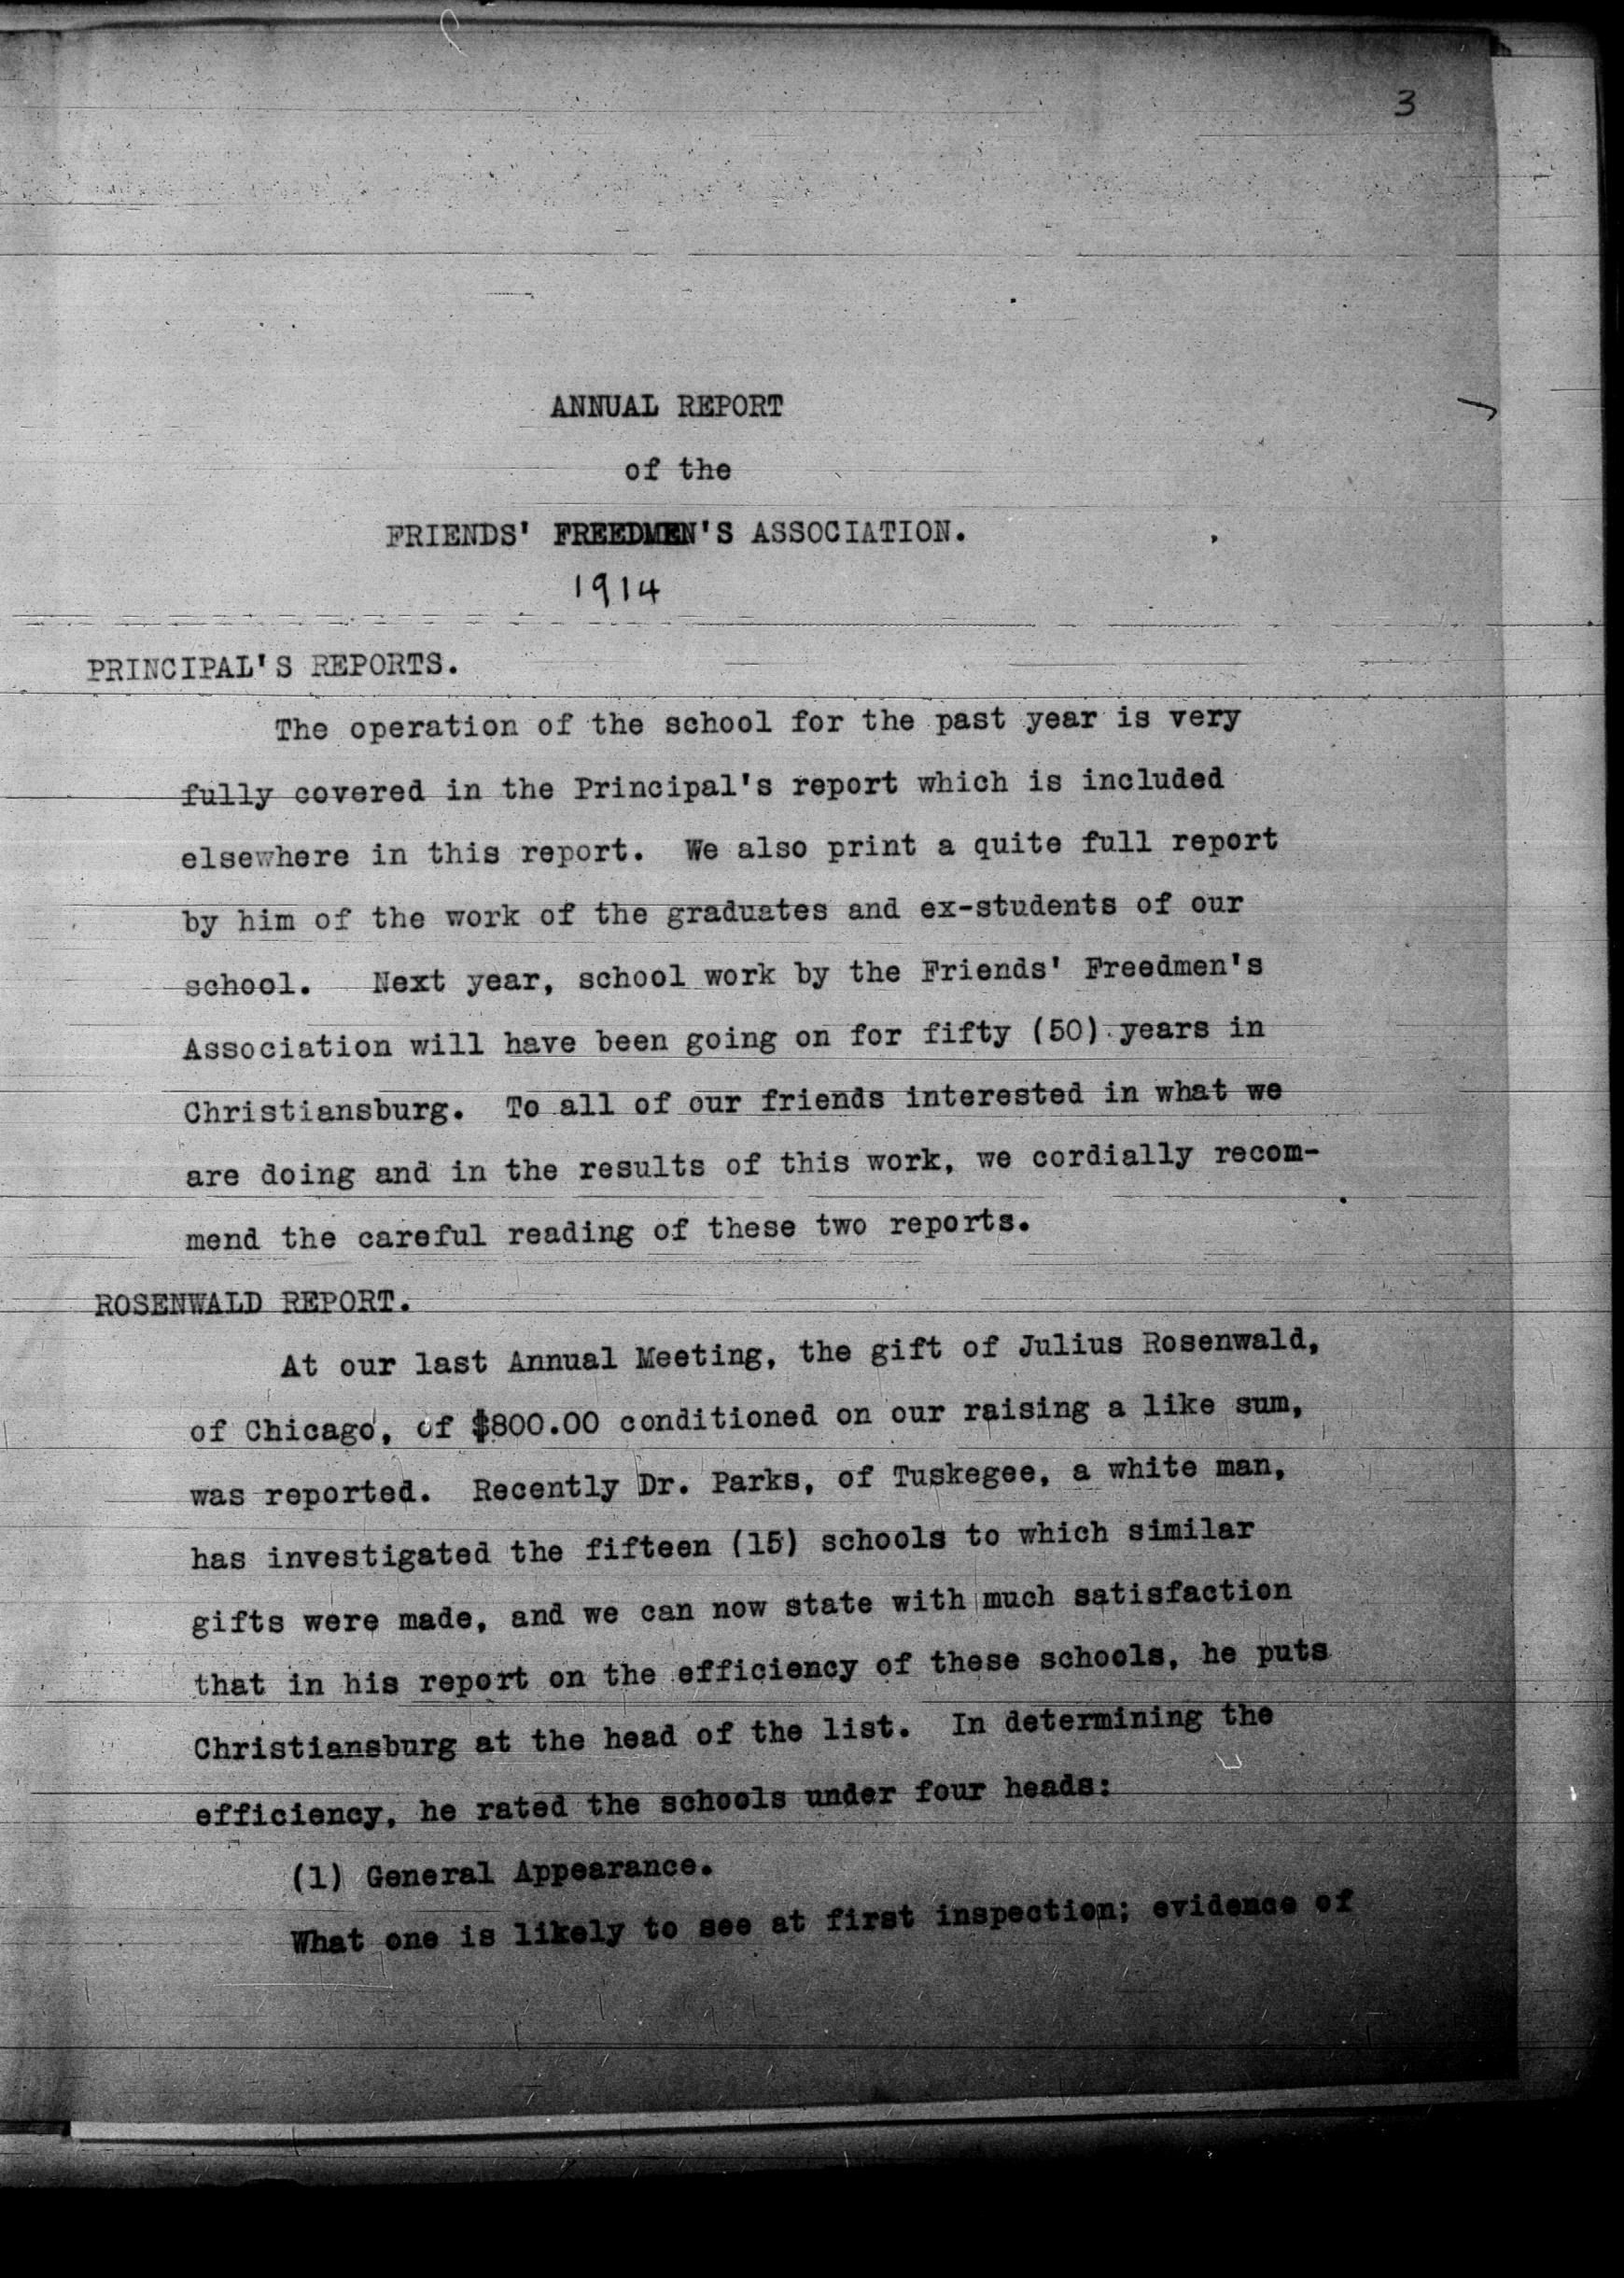 3
ANNUAL REPORT
of the
FRIENDS' FREEDMEN'S ASSOCIATION.
1914
PRINCIPAL'S REPORTS.
The operation of the school for the past year is very
fully covered in the Principal's report which is included
elsewhere in this report. We also print a quite full report
by him of the work of the graduates and ex-students of our
school. Next year, school work by the Friends' Freedmen's
Association will have been going on for fifty (50) years in
Christiansburg. To all of our friends interested in what we
are doing and in the results of this work, we cordially recom-
mend the careful reading of these two reports.
ROSENWALD REPORT.
At our last Annual Meeting, the gift of Julius Rosenwald,
of Chicago, of $800.00 conditioned on our raising a like sum,
was reported. Recently Dr. Parks, of Tuskegee, a white man,
has investigated the fifteen (15) schools to which similar
gifts were made, and we can now state with much satisfaction
that in his report on the efficiency of these schools, he puts
Christiansburg at the head of the list. In determining the
efficiency, he rated the schools under four heads:
(1) General Appearance.
What one is likely to see at first inspection; evidence of